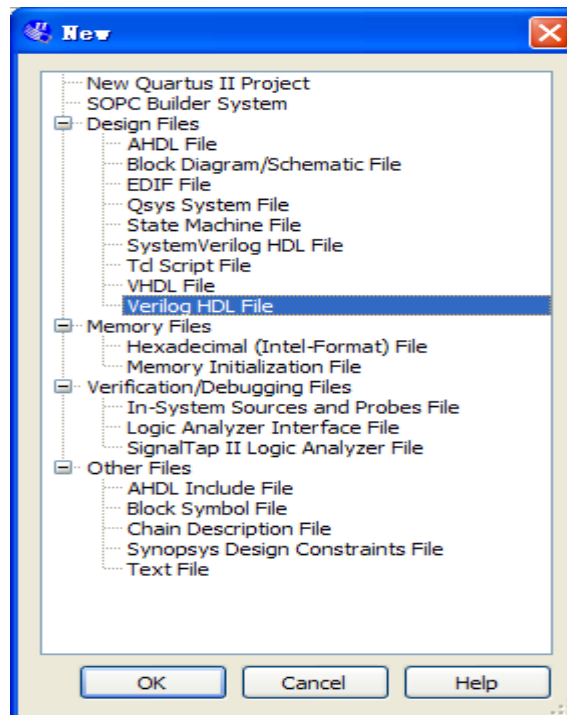 New
New Quartus II Project
SOPC Builder System
Design Files
AHDL File
Block Diagram/Schematic File
EDIF File
Qsys System File
State Machine File
SystemVerilog HDL File
Tcl Script File
VHDL File
Verilog HDL File
Memory Files
Hexadecimal (Intel-Format) File
Memory Initialization File
Verification/Debugging Files
In-System Sources and Probes File
Logic Analyzer Interface File
SignalTap II Logic Analyzer File
Other Files
AHDL Include File
Block Symbol File
Chain Description File
Synopsys Design Constraints File
Text File
OK Cancel Help